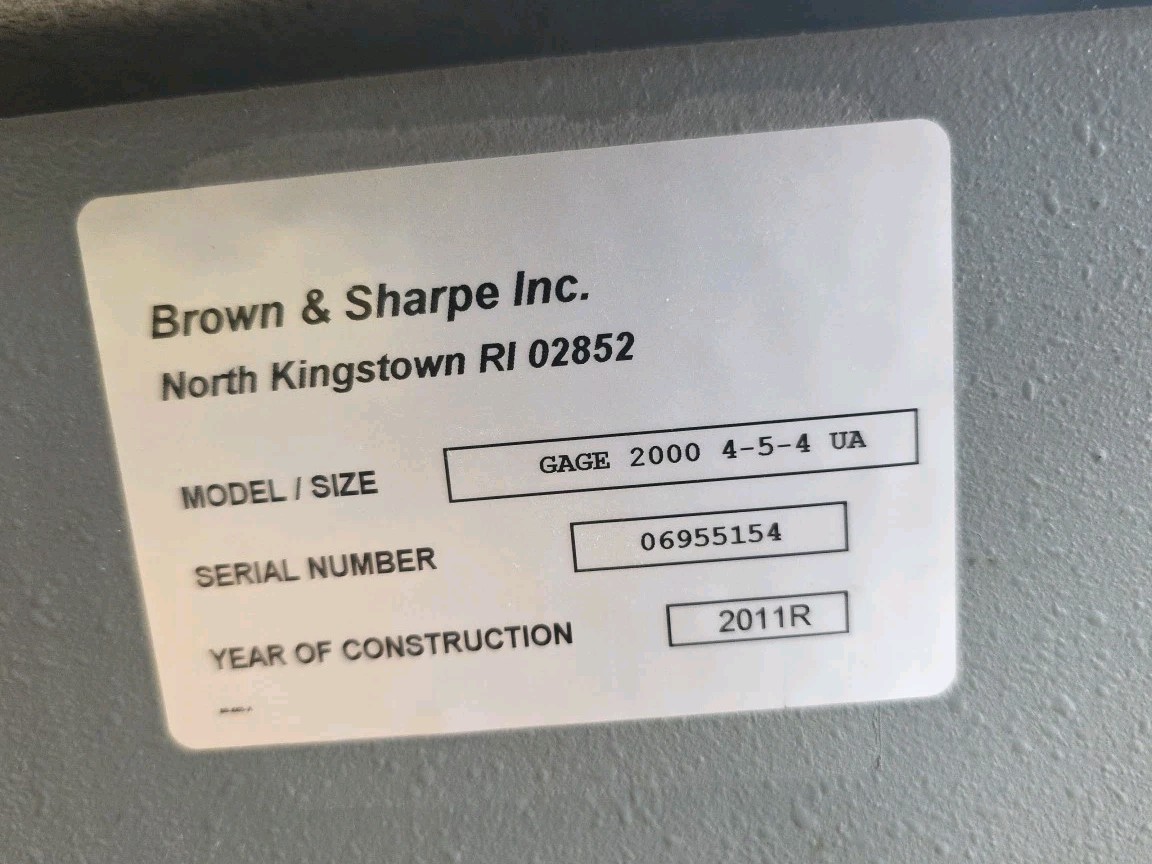 Brown & Sharpe Inc.
North Kingstown RI 02852
MODEL / SIZE GAGE 2000 4-5-4 UA
SERIAL NUMBER 06955154
YEAR OF CONSTRUCTION 2011R